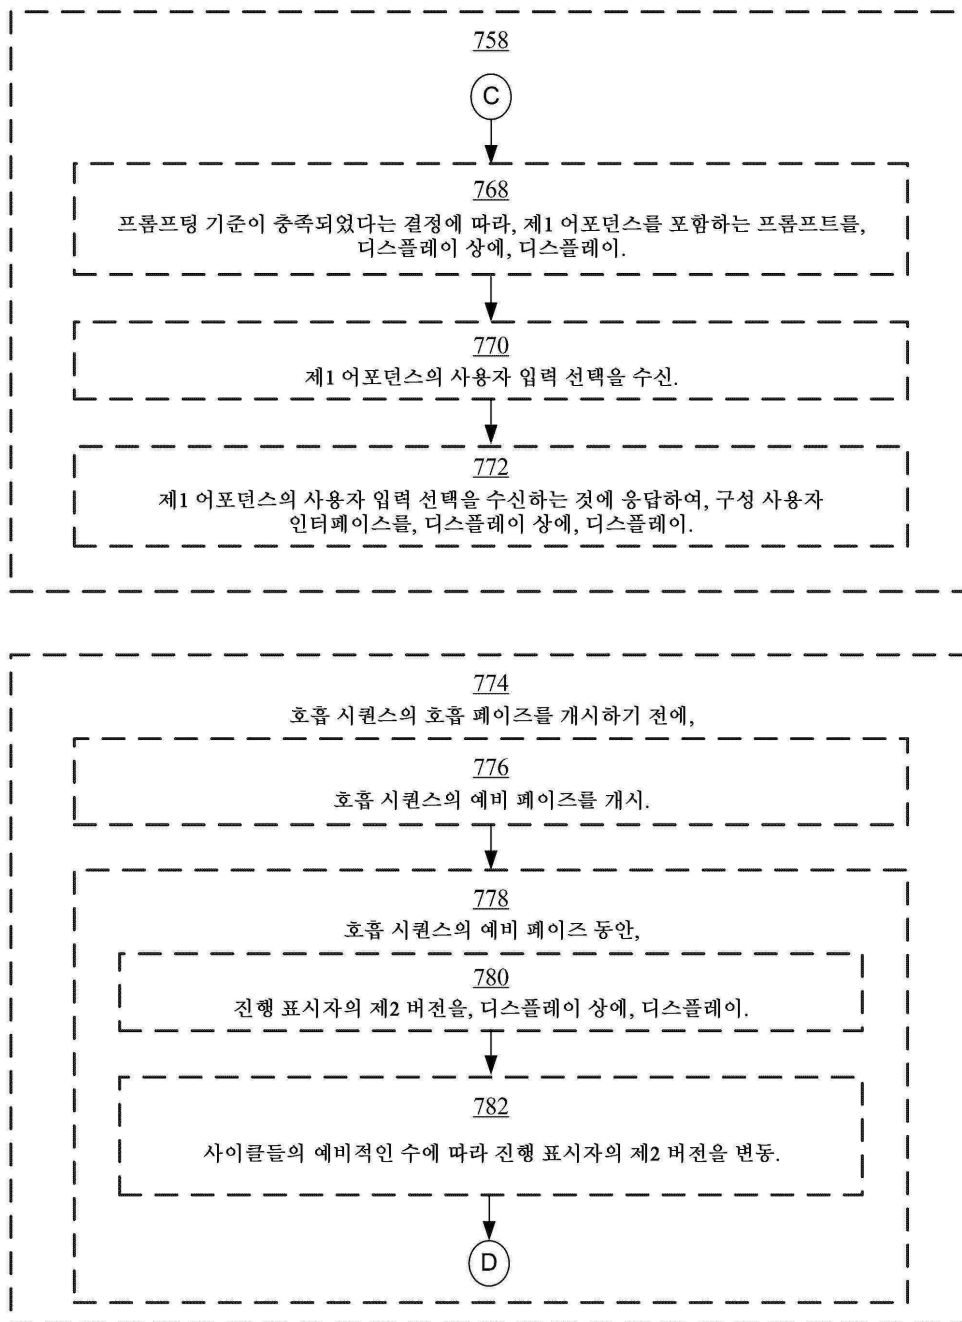 758
C
768
프롬프팅 기준이 충족되었다는 결정에 따라, 제1 어포던스를 포함하는 프롬프트를,
디스플레이 상에, 디스플레이.
770
제1 어포던스의 사용자 입력 선택을 수신.
772
제1 어포던스의 사용자 입력 선택을 수신하는 것에 응답하여, 구성 사용자
인터페이스를, 디스플레이 상에, 디스플레이.
774
호흡 시퀀스의 호흡 페이즈를 개시하기 전에,
776
호흡 시퀀스의 예비 페이즈를 개시.
778
호흡 시퀀스의 예비 페이즈 동안,
780
진행 표시자의 제2 버전을, 디스플레이 상에, 디스플레이.
782
사이클들의 예비적인 수에 따라 진행 표시자의 제2 버전을 변동.
D